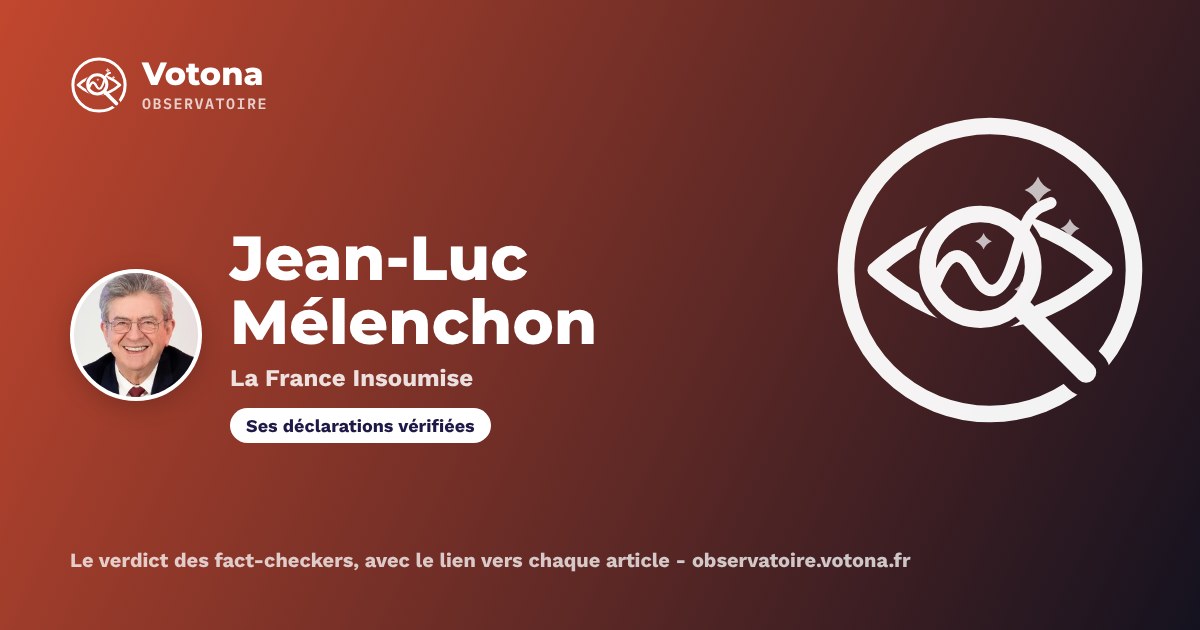 Votona
OBSERVATOIRE
Jean-Luc
Mélenchon
La France Insoumise
Ses déclarations vérifiées
Le verdict des fact-checkers, avec le lien vers chaque article - observatoire.votona.fr